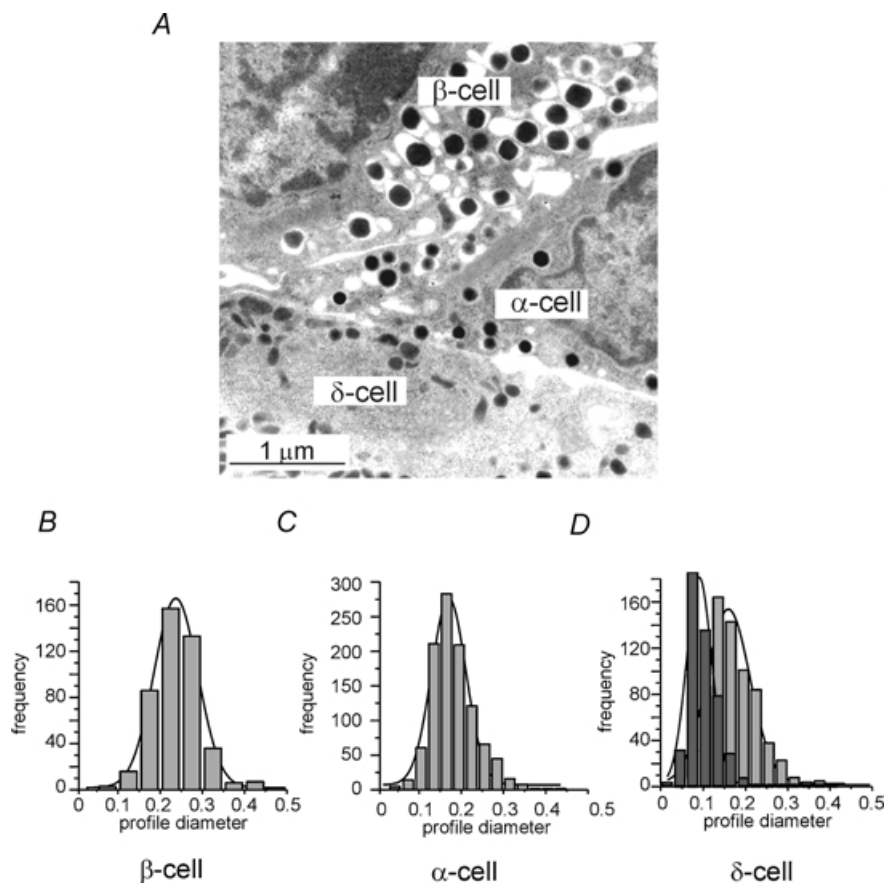 A
β-cell
α-cell
δ-cell
1 μm
B
C
D
frequency
160
120
80
40
0
0 0.1 0.2 0.3 0.4 0.5
profile diameter
β-cell
frequency
300
250
200
150
100
50
0
0 0.1 0.2 0.3 0.4 0.5
profile diameter
α-cell
frequency
160
120
80
40
0
0 0.1 0.2 0.3 0.4 0.5
profile diameter
δ-cell